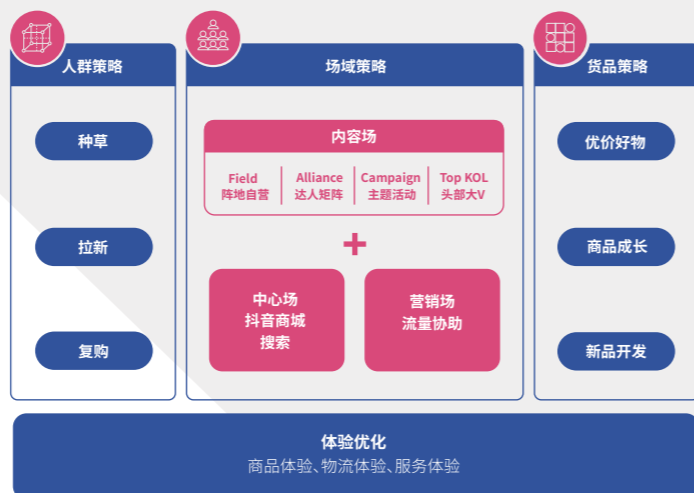 人群策略
种草
拉新
复购
场域策略
内容场
Field
阵地自营
Alliance
达人矩阵
Campaign
主题活动
Top KOL
头部大V
+
中心场
抖音商城
搜索
营销场
流量协助
货品策略
优价好物
商品成长
新品开发
体验优化
商品体验、物流体验、服务体验